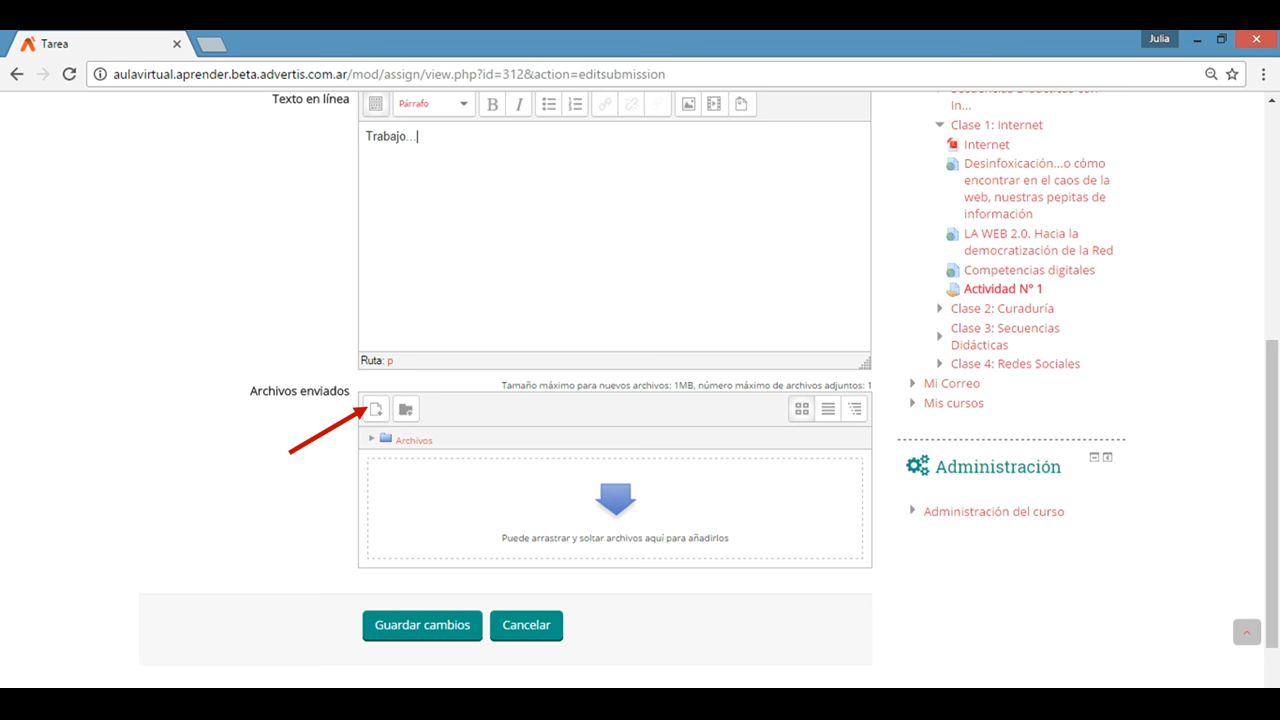 Tarea
Julia
aulavirtual.aprender.beta.advertis.com.ar/mod/assign/view.php?id=312&action=editsubmission
Texto en línea
Párrafo
B I
Trabajo...
Ruta: p
Archivos enviados
Tamaño máximo para nuevos archivos: 1MB, número máximo de archivos adjuntos: 1
Archivos
Puede arrastrar y soltar archivos aquí para añadirlos
Guardar cambios
Cancelar
In...
Clase 1: Internet
Internet
Desinfoxicación...o cómo
encontrar en el caos de la
web, nuestras pepitas de
información
LA WEB 2.0. Hacia la
democratización de la Red
Competencias digitales
Actividad N° 1
Clase 2: Curaduría
Clase 3: Secuencias
Didácticas
Clase 4: Redes Sociales
Mi Correo
Mis cursos
Administración
Administración del curso